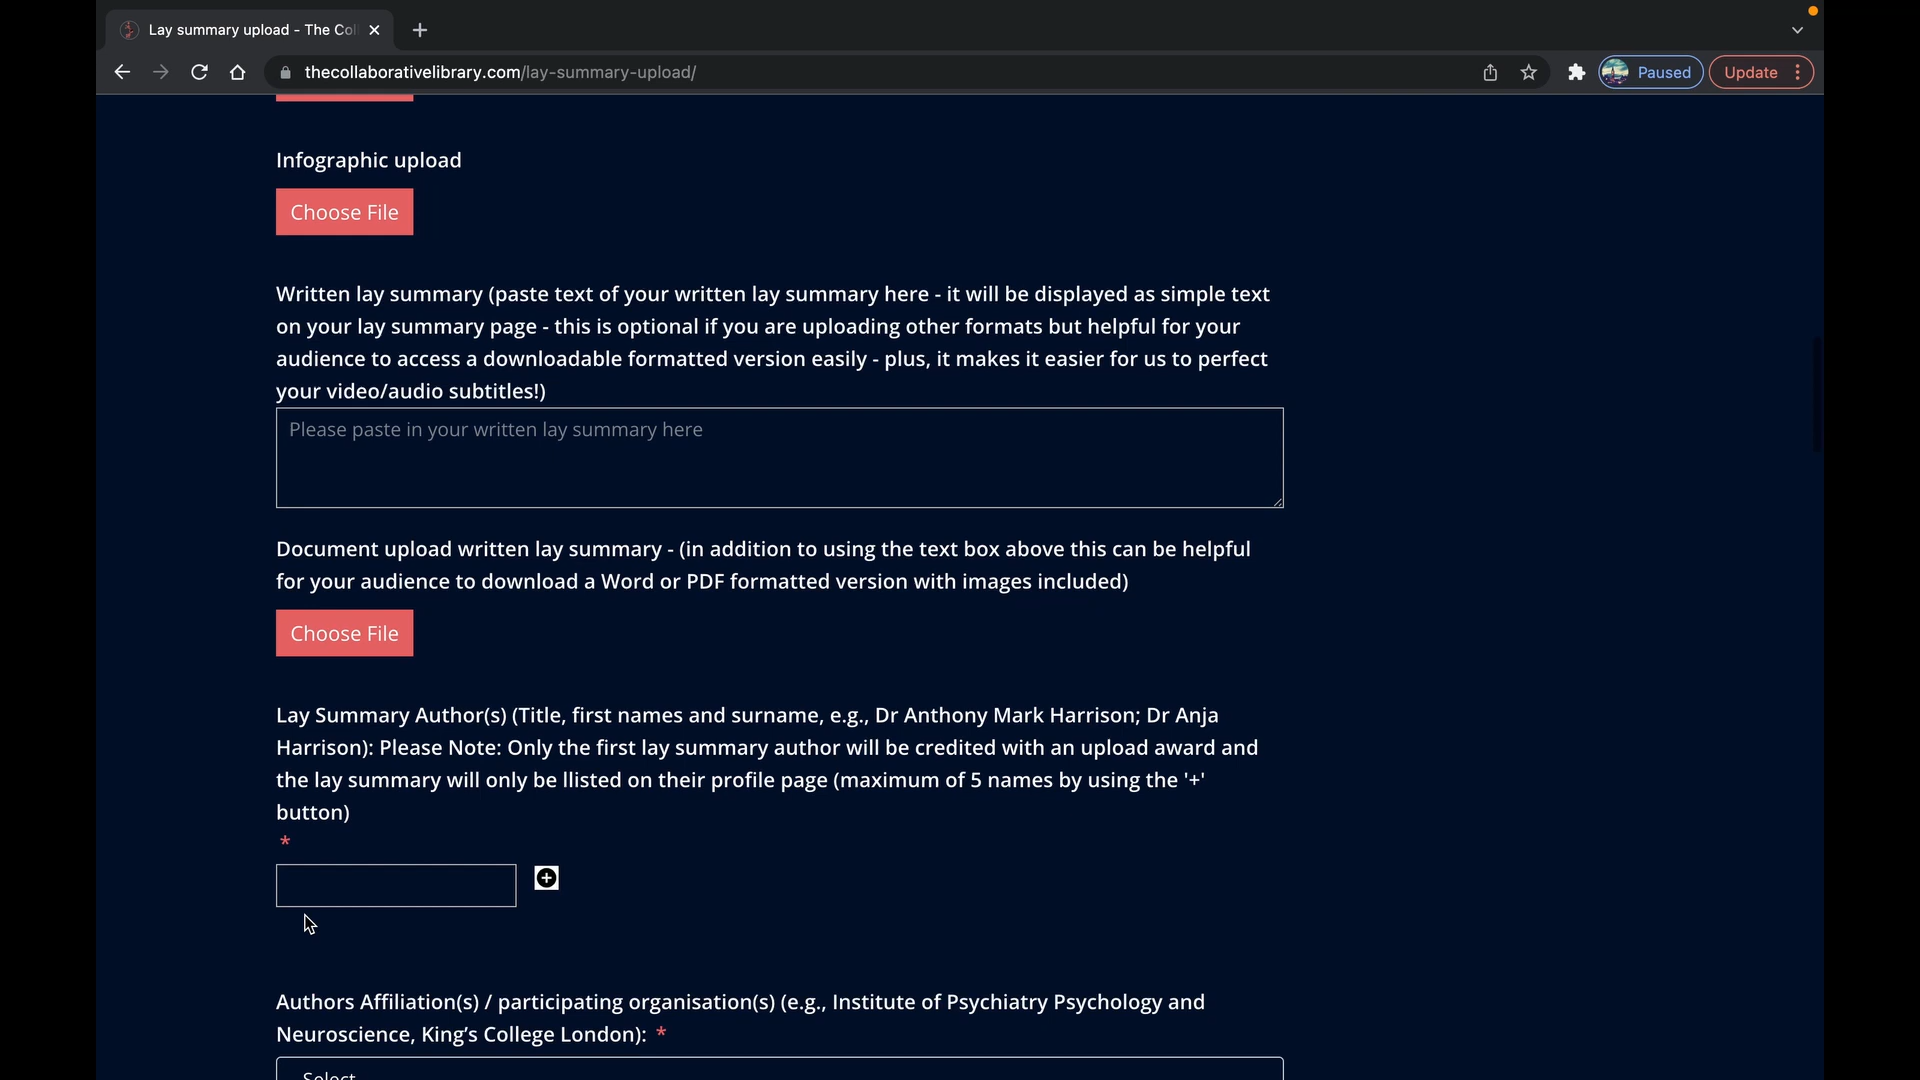 Lay summary upload - The Col
thecollaborativelibrary.com/lay-summary-upload/
Paused
Update
Infographic upload
Choose File
Written lay summary (paste text of your written lay summary here - it will be displayed as simple text
on your lay summary page - this is optional if you are uploading other formats but helpful for your
audience to access a downloadable formatted version easily - plus, it makes it easier for us to perfect
your video/audio subtitles!)
Please paste in your written lay summary here
Document upload written lay summary - (in addition to using the text box above this can be helpful
for your audience to download a Word or PDF formatted version with images included)
Choose File
Lay Summary Author(s) (Title, first names and surname, e.g., Dr Anthony Mark Harrison; Dr Anja
Harrison): Please Note: Only the first lay summary author will be credited with an upload award and
the lay summary will only be llisted on their profile page (maximum of 5 names by using the '+'
button)
*
Authors Affiliation(s) / participating organisation(s) (e.g., Institute of Psychiatry Psychology and
Neuroscience, King’s College London): *
Select